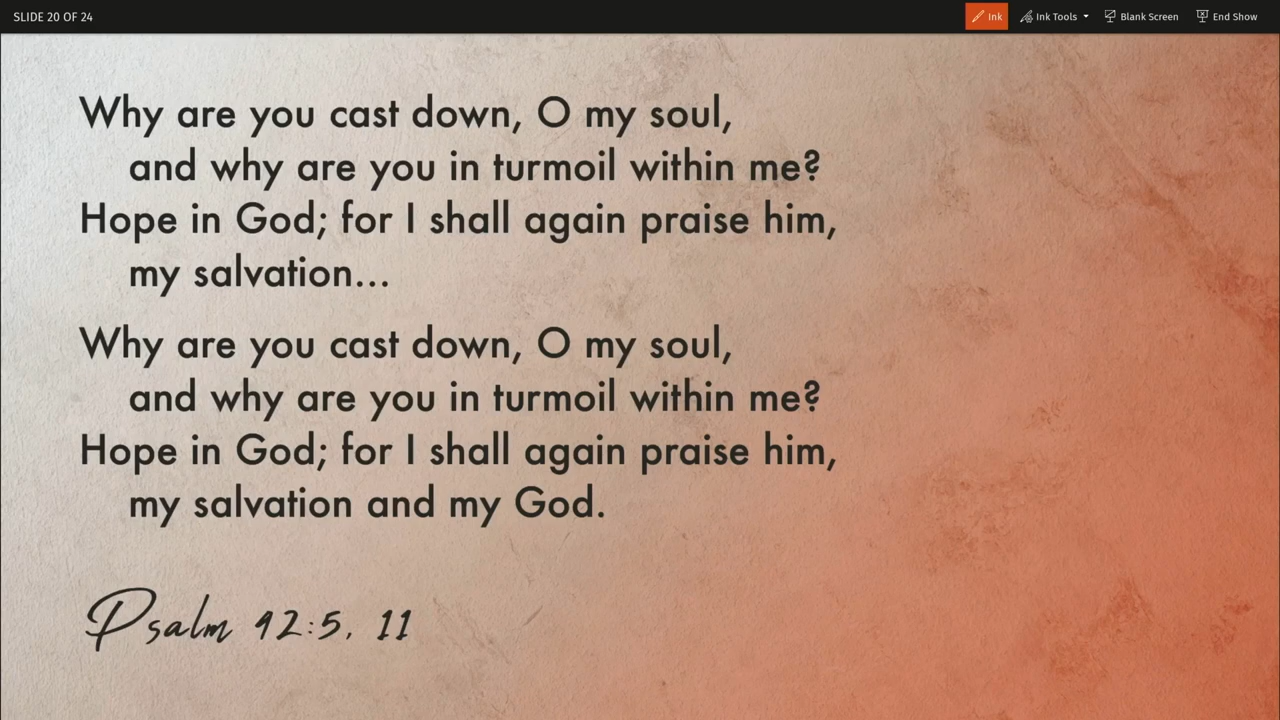 SLIDE 20 OF 24
Ink
Ink Tools
Blank Screen
End Show
Why are you cast down, O my soul,
and why are you in turmoil within me?
Hope in God; for I shall again praise him,
my salvation...
Why are you cast down, O my soul,
and why are you in turmoil within me?
Hope in God; for I shall again praise him,
my salvation and my God.
Psalm 42:5, 11